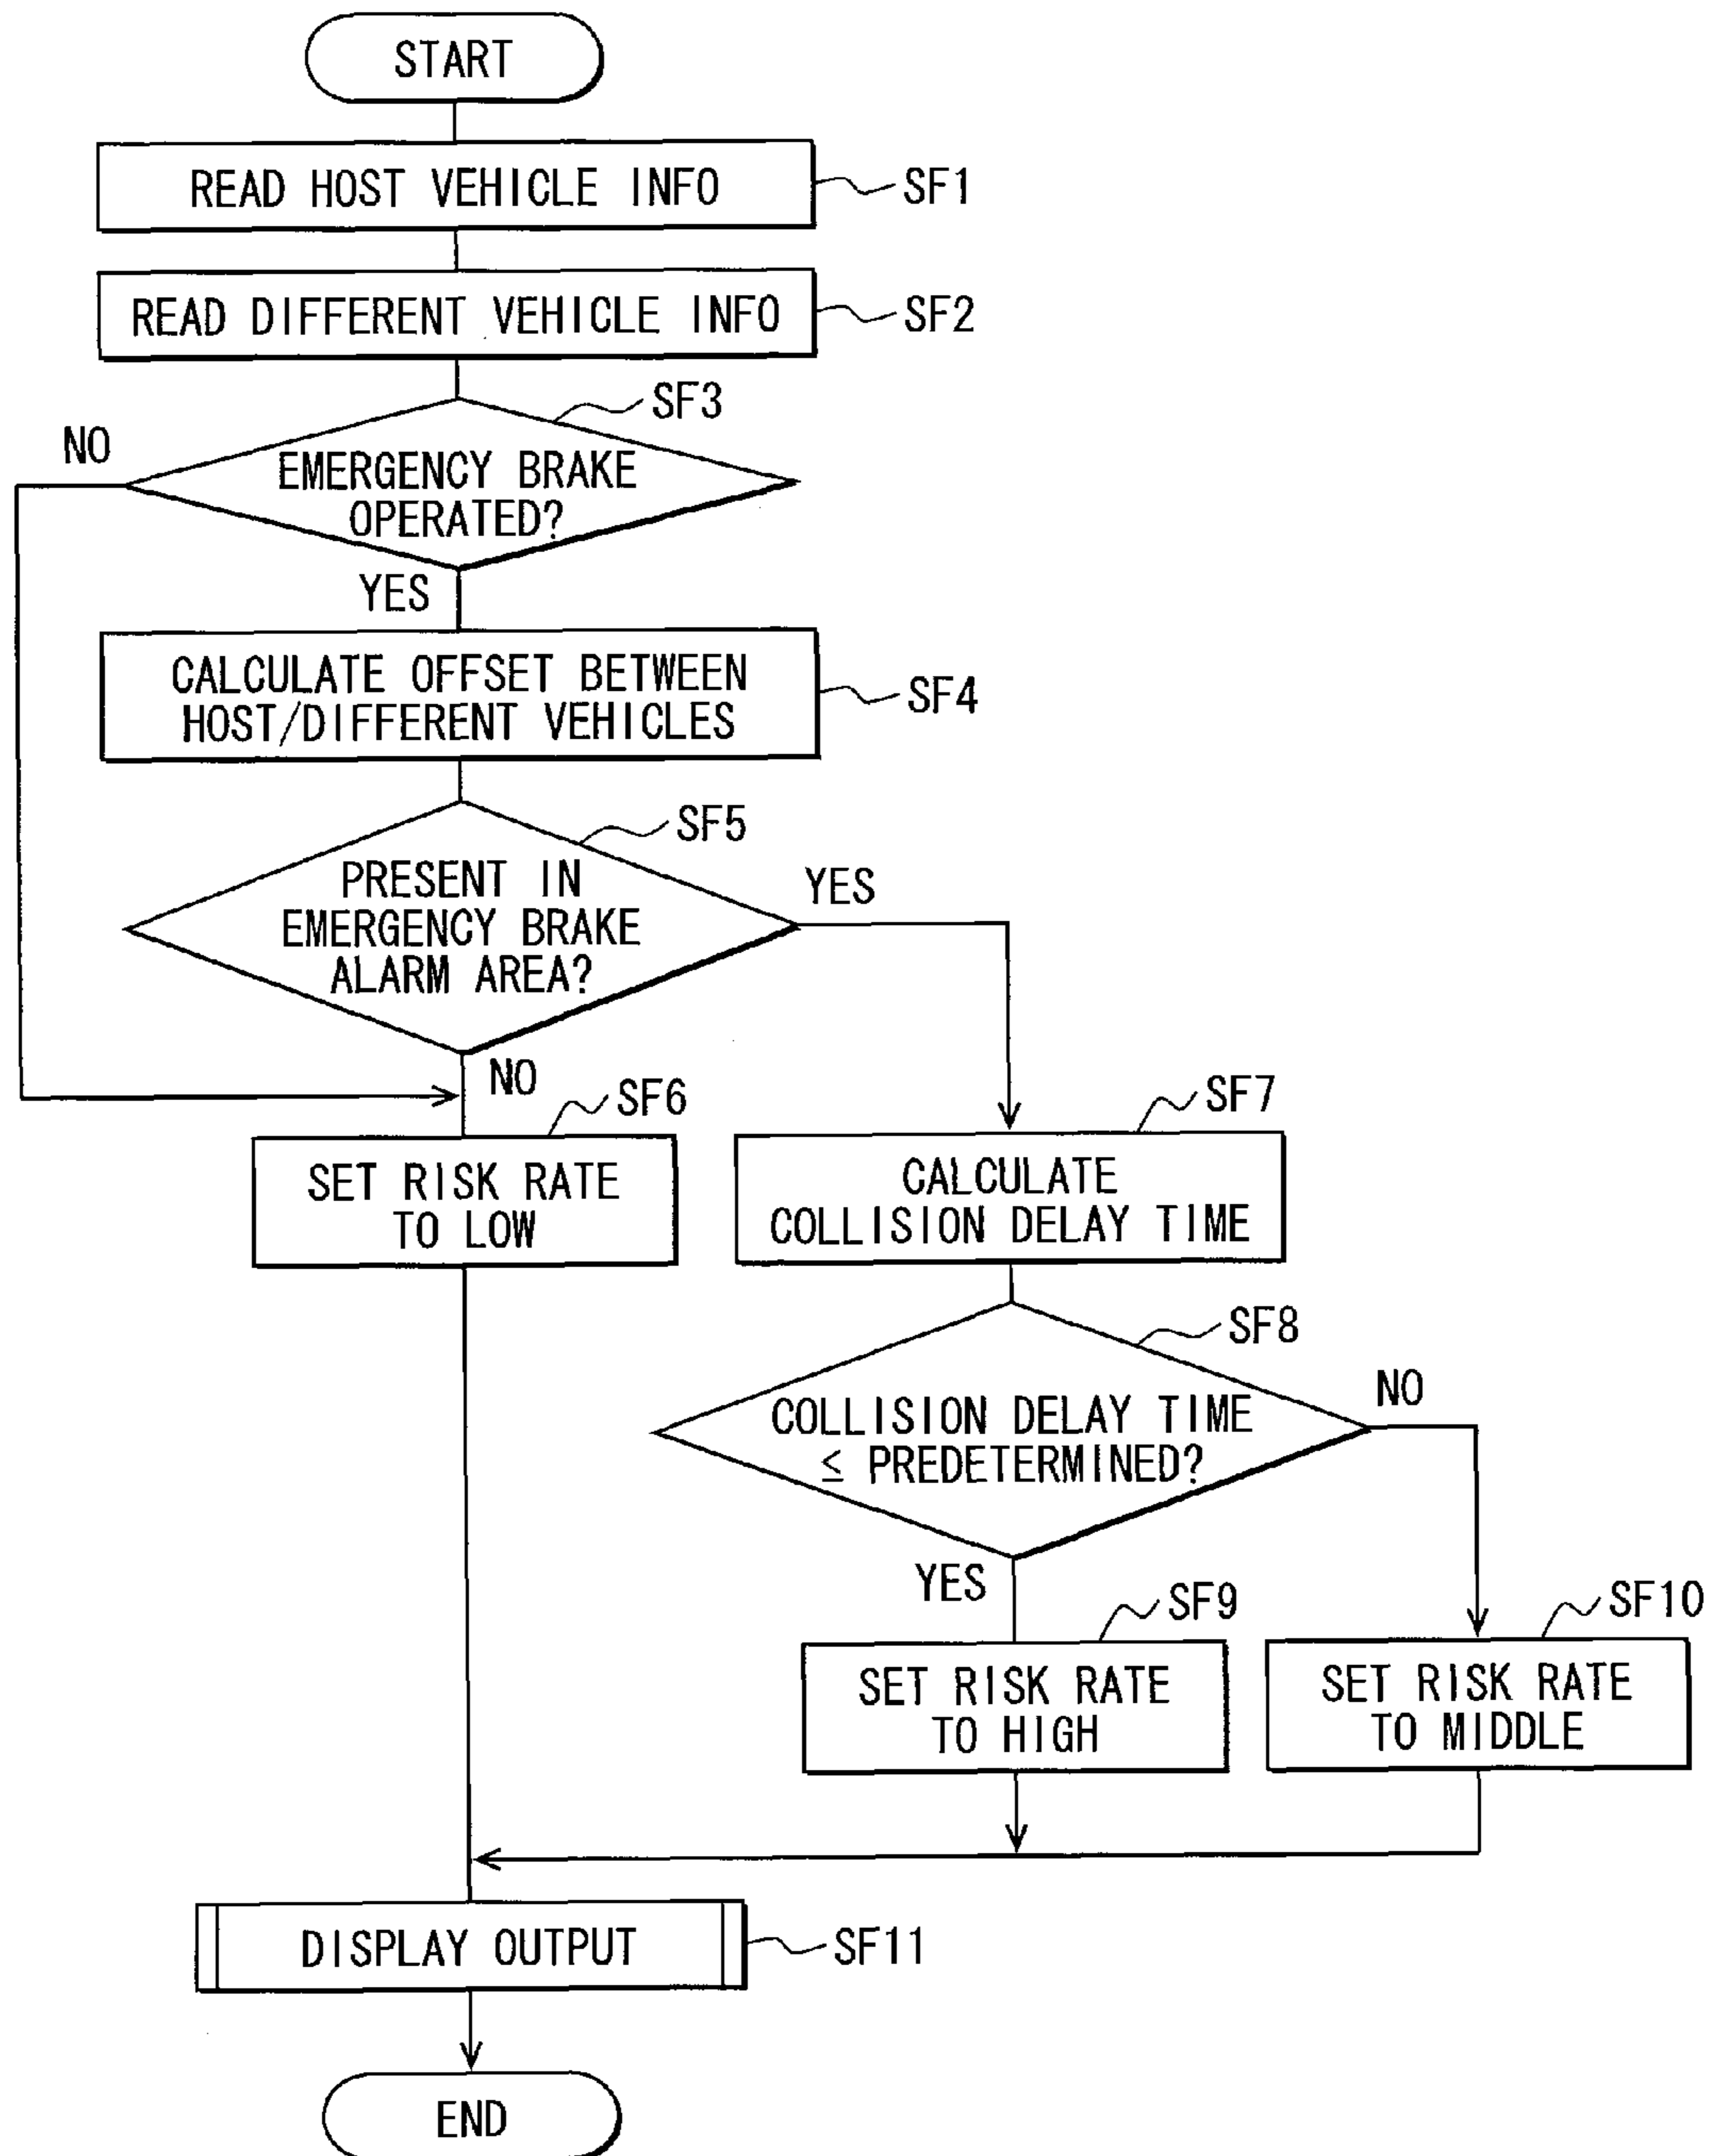 START
READ HOST VEHICLE INFO
SF1
READ DIFFERENT VEHICLE INFO
SF2
SF3
NO
EMERGENCY BRAKE
OPERATED?
YES
CALCULATE OFFSET BETWEEN
HOST/DIFFERENT VEHICLES
SF4
SF5
PRESENT IN
EMERGENCY BRAKE
ALARM AREA?
YES
NO
SF6
SET RISK RATE
TO LOW
SF7
CALCULATE
COLLISION DELAY TIME
SF8
COLLISION DELAY TIME
≤ PREDETERMINED?
NO
YES
SF9
SET RISK RATE
TO HIGH
SF10
SET RISK RATE
TO MIDDLE
DISPLAY OUTPUT
SF11
END